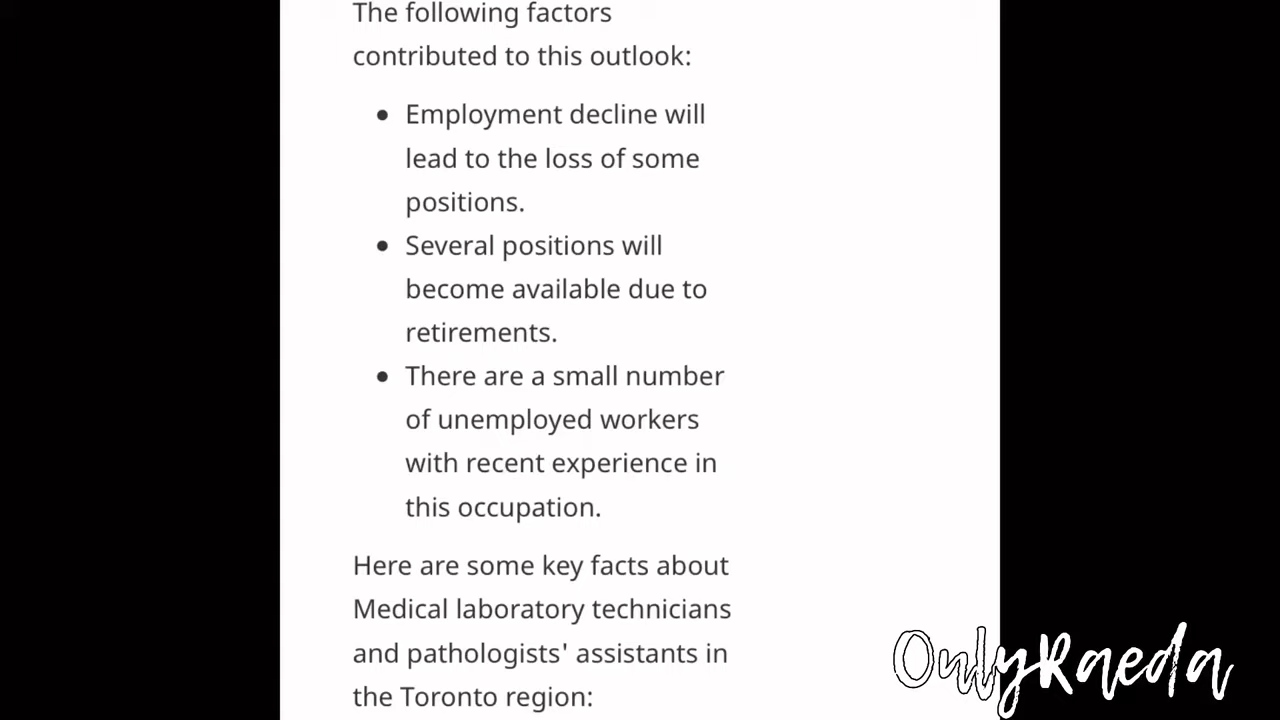 The following factors
contributed to this outlook:
• Employment decline will
lead to the loss of some
positions.
• Several positions will
become available due to
retirements.
• There are a small number
of unemployed workers
with recent experience in
this occupation.
Here are some key facts about
Medical laboratory technicians
and pathologists' assistants in
the Toronto region:
OnlyRaeda